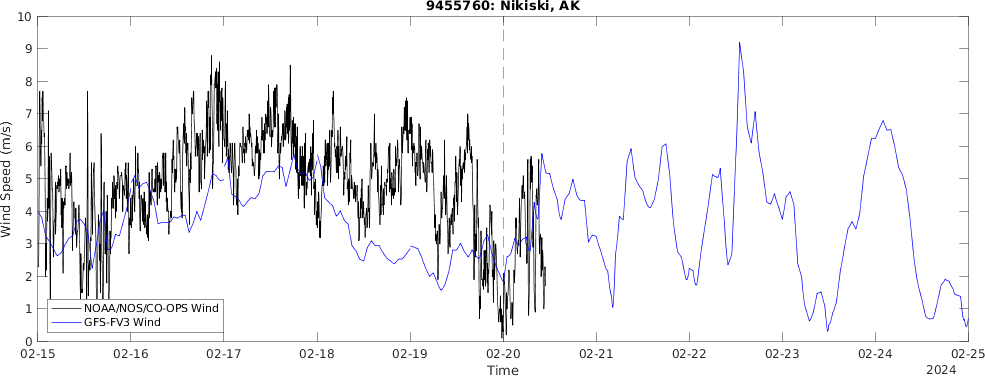 9455760: Nikiski, AK
Wind Speed (m/s)
10
9
8
7
6
5
4
3
2
1
0
NOAA/NOS/CO-OPS Wind
GFS-FV3 Wind
02-15 02-16 02-17 02-18 02-19 02-20 02-21 02-22 02-23 02-24 02-25
Time
2024